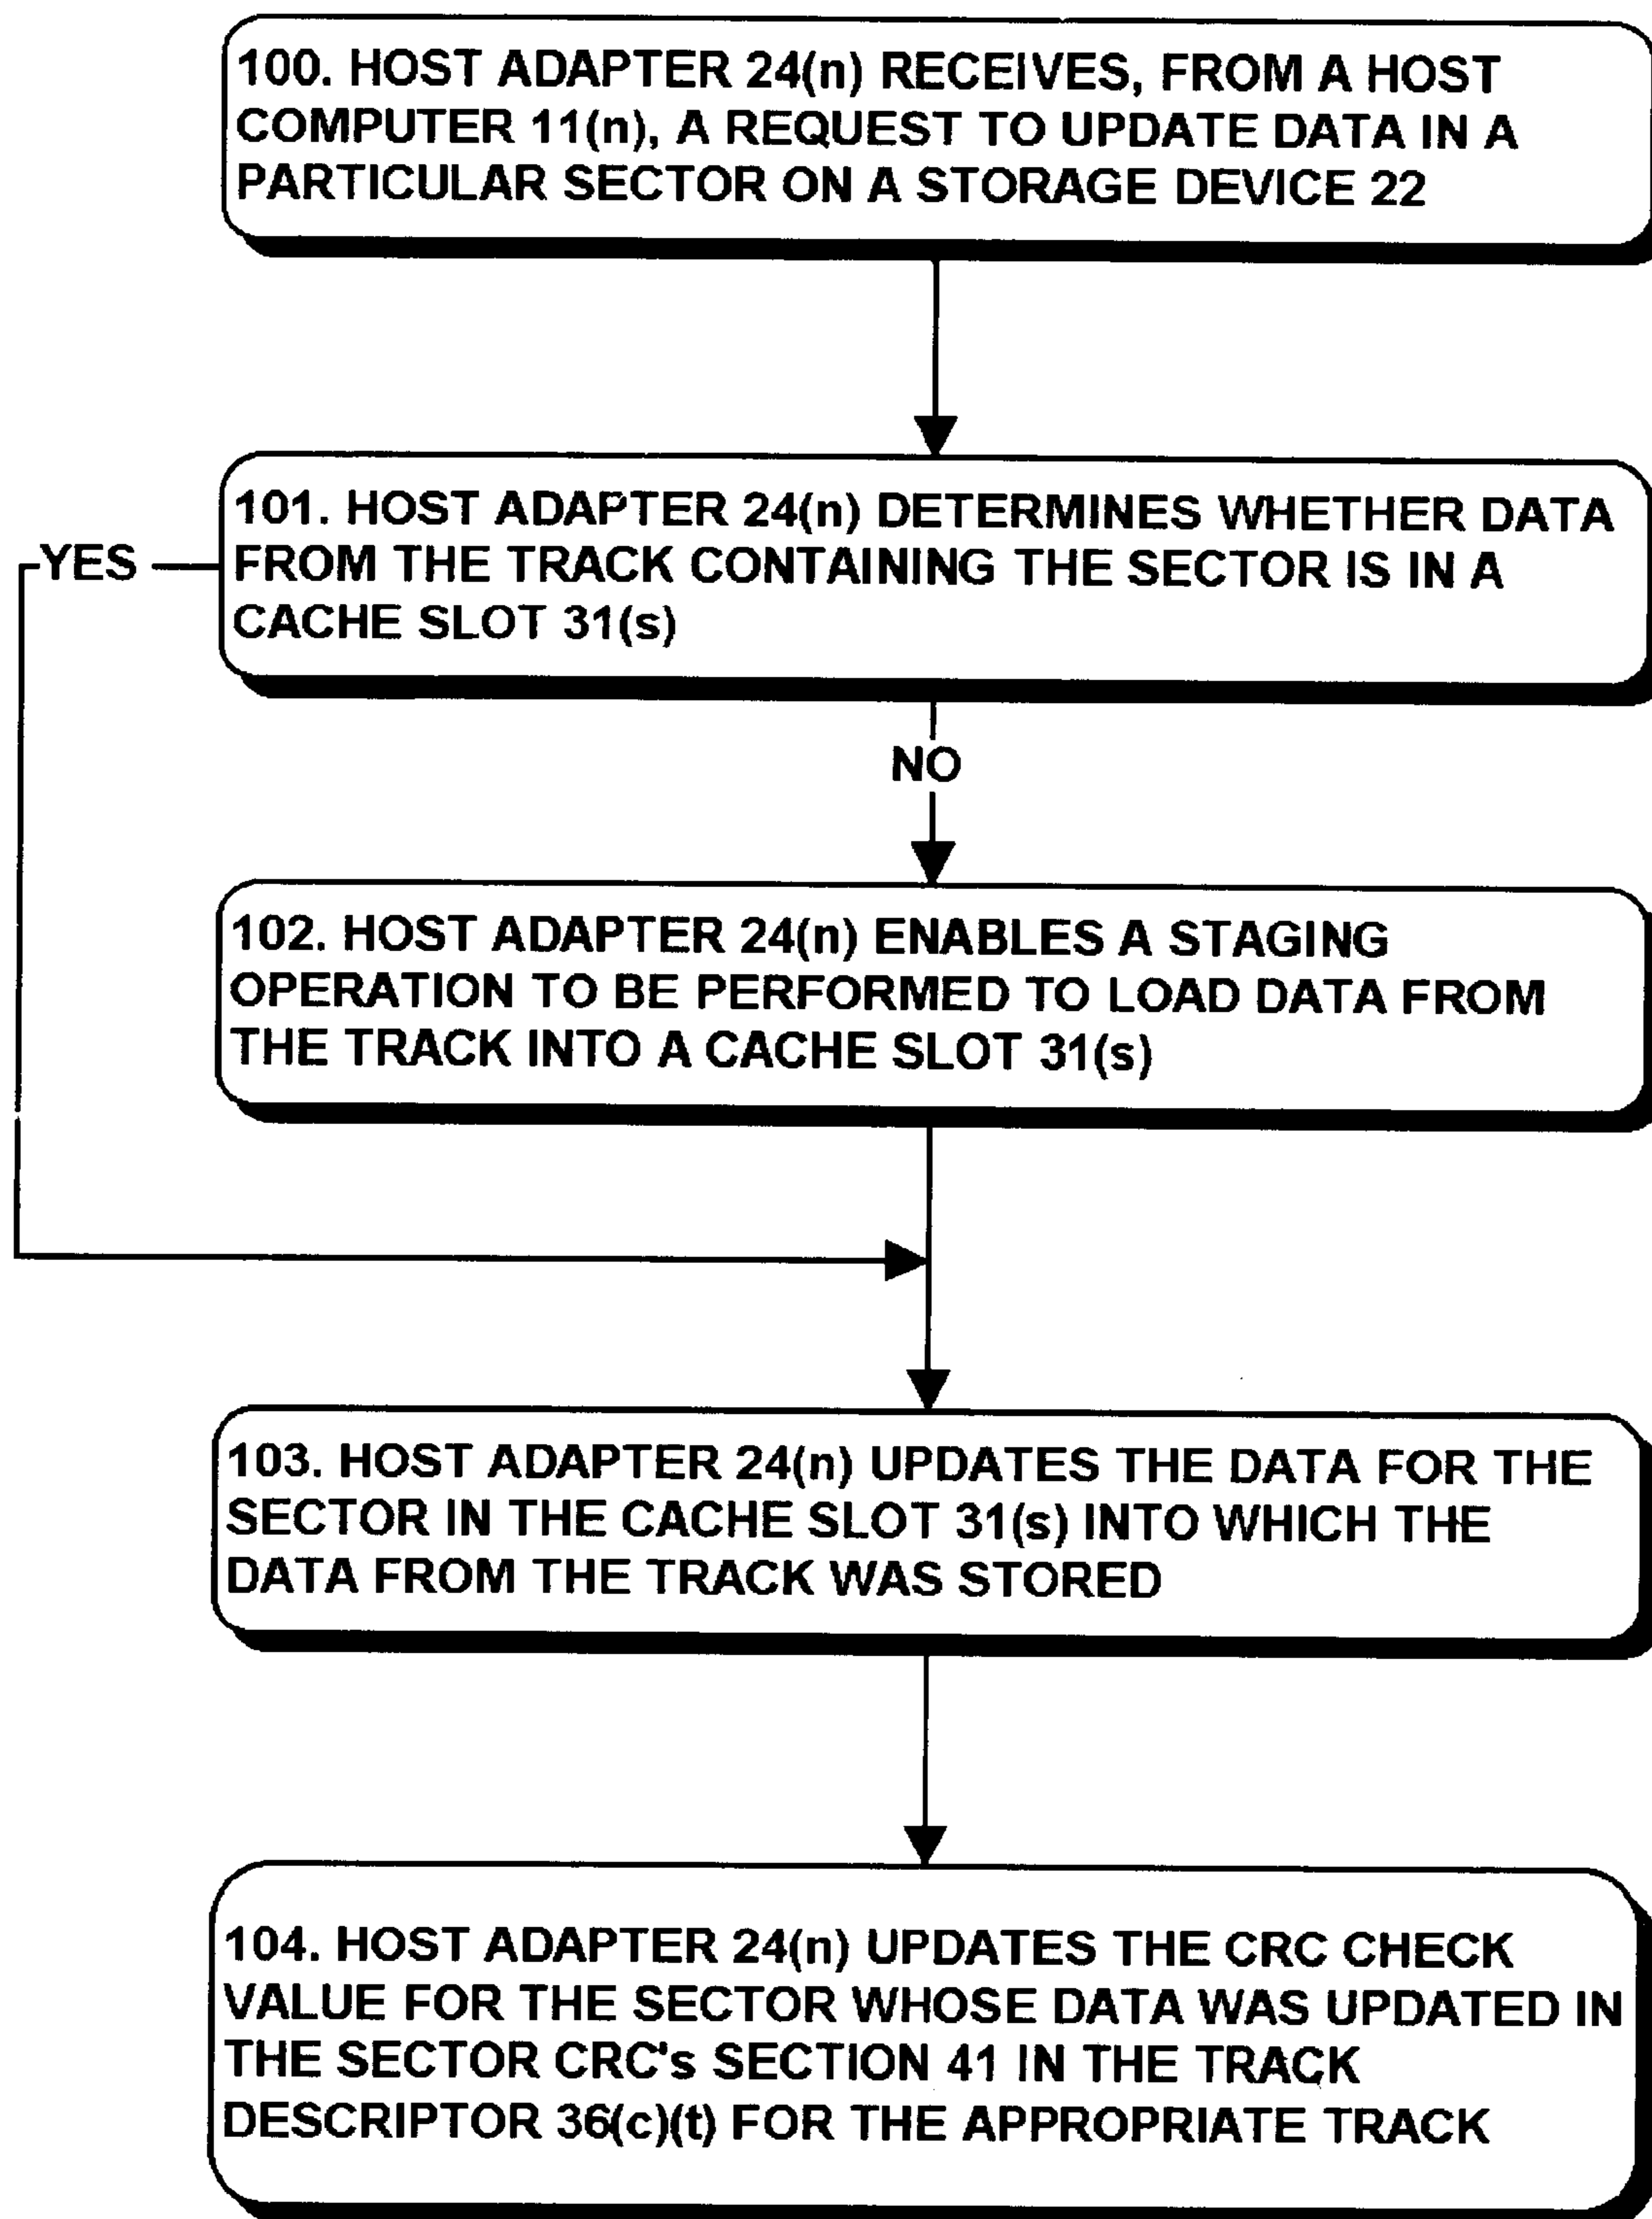 100. HOST ADAPTER 24(n) RECEIVES, FROM A HOST
COMPUTER 11(n), A REQUEST TO UPDATE DATA IN A
PARTICULAR SECTOR ON A STORAGE DEVICE 22
101. HOST ADAPTER 24(n) DETERMINES WHETHER DATA
FROM THE TRACK CONTAINING THE SECTOR IS IN A
CACHE SLOT 31(s)
YES
NO
102. HOST ADAPTER 24(n) ENABLES A STAGING
OPERATION TO BE PERFORMED TO LOAD DATA FROM
THE TRACK INTO A CACHE SLOT 31(s)
103. HOST ADAPTER 24(n) UPDATES THE DATA FOR THE
SECTOR IN THE CACHE SLOT 31(s) INTO WHICH THE
DATA FROM THE TRACK WAS STORED
104. HOST ADAPTER 24(n) UPDATES THE CRC CHECK
VALUE FOR THE SECTOR WHOSE DATA WAS UPDATED IN
THE SECTOR CRC's SECTION 41 IN THE TRACK
DESCRIPTOR 36(c)(t) FOR THE APPROPRIATE TRACK